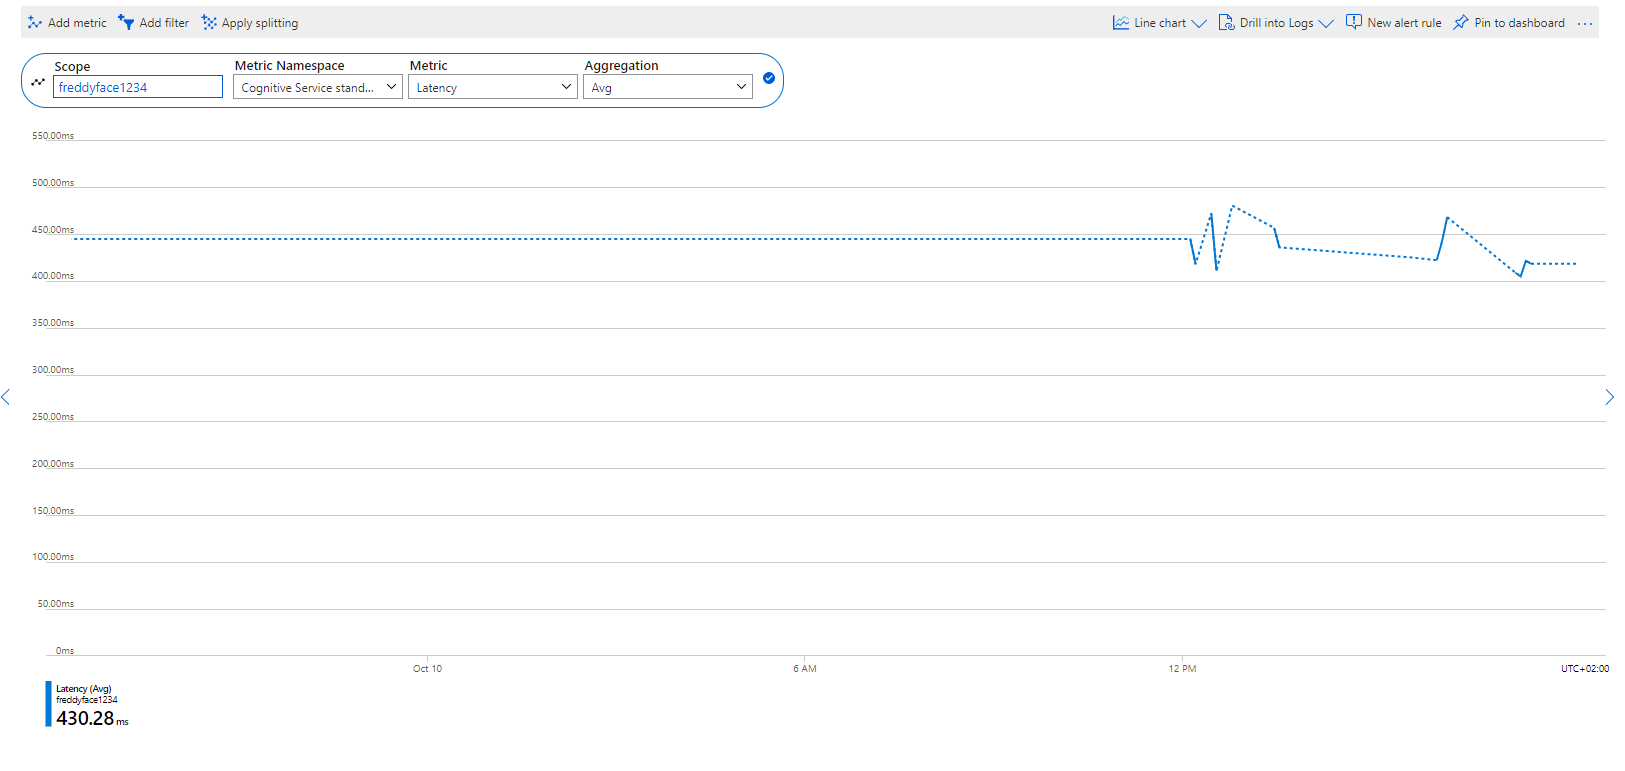 Add metric Add filter Apply splitting Line chart Drill into Logs New alert rule Pin to dashboard ...
Scope Metric Namespace Metric Aggregation
freddyface1234 Cognitive Service stand... Latency Avg
550.00ms
500.00ms
450.00ms
400.00ms
350.00ms
300.00ms
250.00ms
200.00ms
150.00ms
100.00ms
50.00ms
0ms
Oct 10 6 AM 12 PM UTC+02:00
Latency (Avg)
freddyface1234
430.28 ms